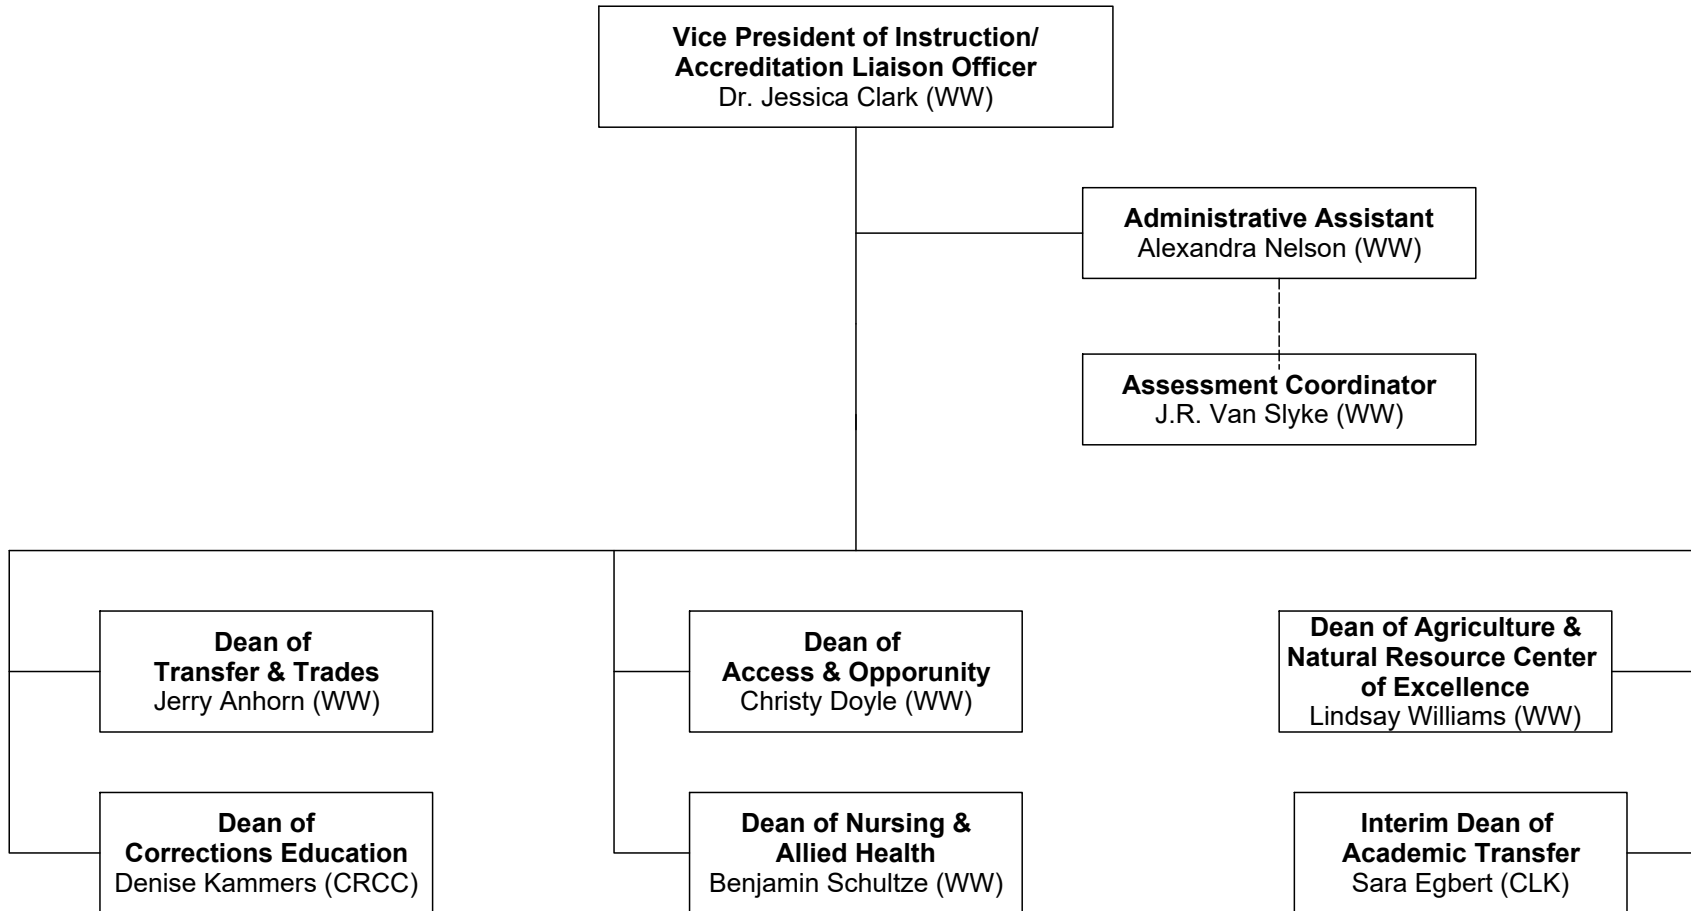 Vice President of Instruction/
Accreditation Liaison Officer
Dr. Jessica Clark (WW)
Administrative Assistant
Alexandra Nelson (WW)
Assessment Coordinator
J.R. Van Slyke (WW)
Dean of
Transfer & Trades
Jerry Anhorn (WW)
Dean of
Access & Opporunity
Christy Doyle (WW)
Dean of Agriculture &
Natural Resource Center
of Excellence
Lindsay Williams (WW)
Dean of
Corrections Education
Denise Kammers (CRCC)
Dean of Nursing &
Allied Health
Benjamin Schultze (WW)
Interim Dean of
Academic Transfer
Sara Egbert (CLK)